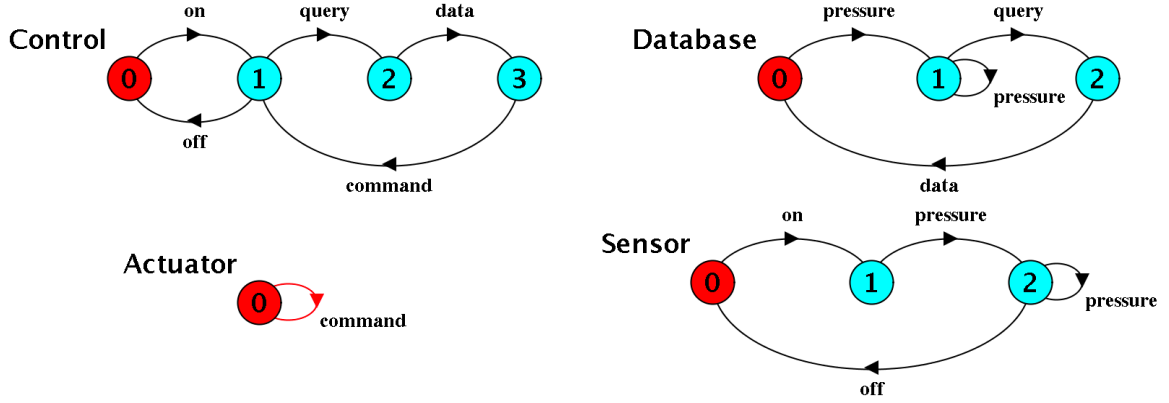 Control
on
query
data
0
1
2
3
off
command
Database
pressure
query
0
1
2
pressure
data
Actuator
0
command
Sensor
on
pressure
0
1
2
pressure
off